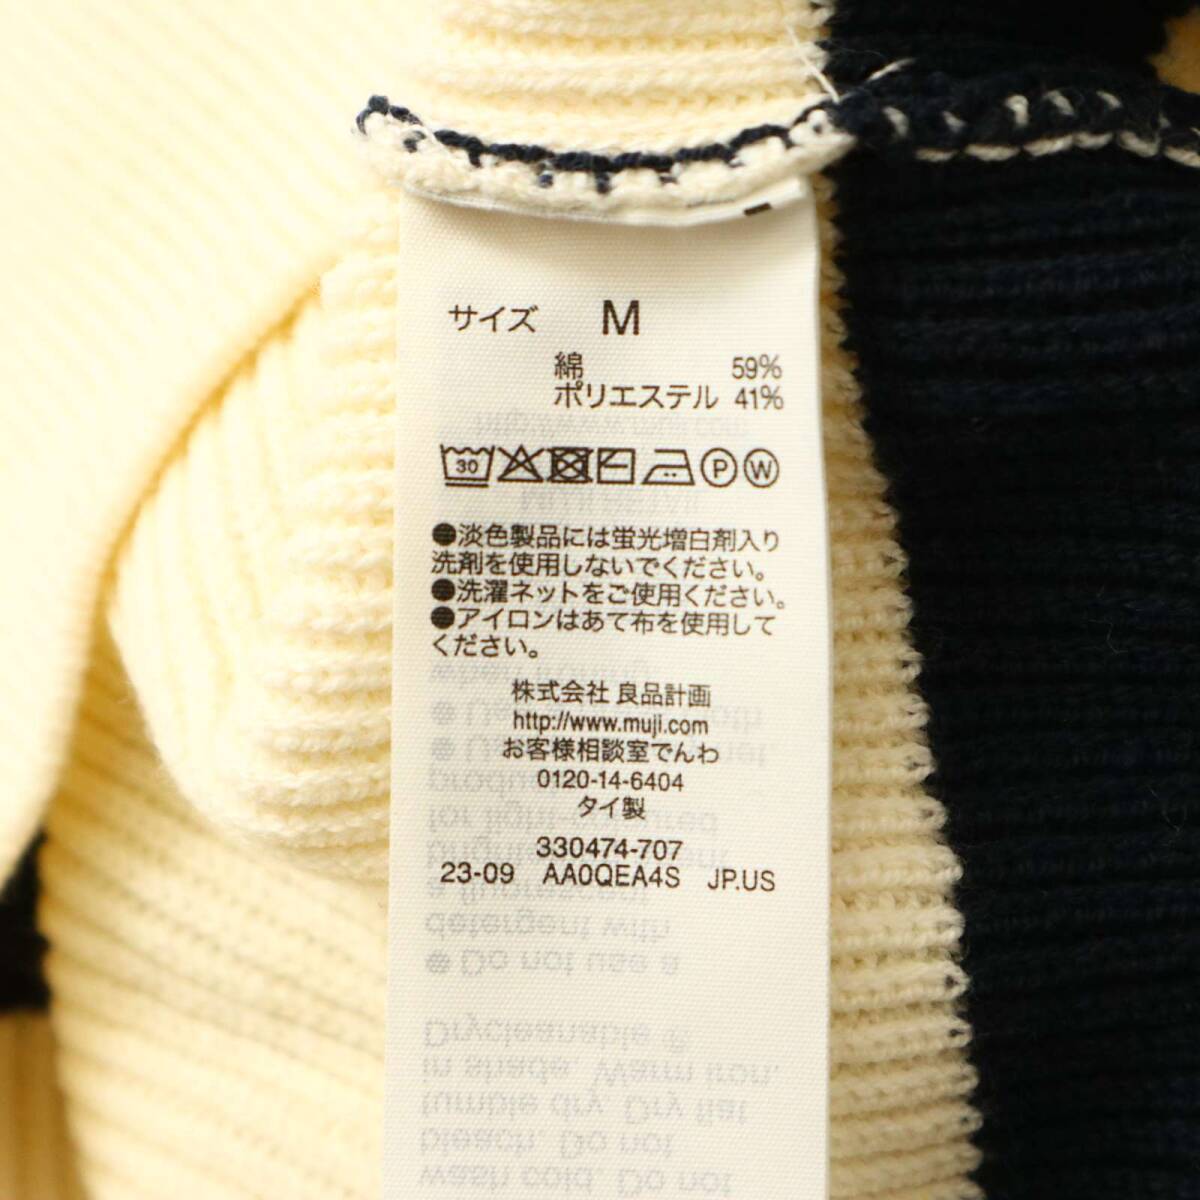 サイズ M
綿 59%
ポリエステル 41%
30 P W
●淡色製品には蛍光増白剤入り
洗剤を使用しないでください。
●洗濯ネットをご使用ください。
●アイロンはあて布を使用して
ください。
株式会社 良品計画
http://www.muji.com
お客様相談室でんわ
0120-14-6404
タイ製
330474-707
23-09 AA0QEA4S JP.US